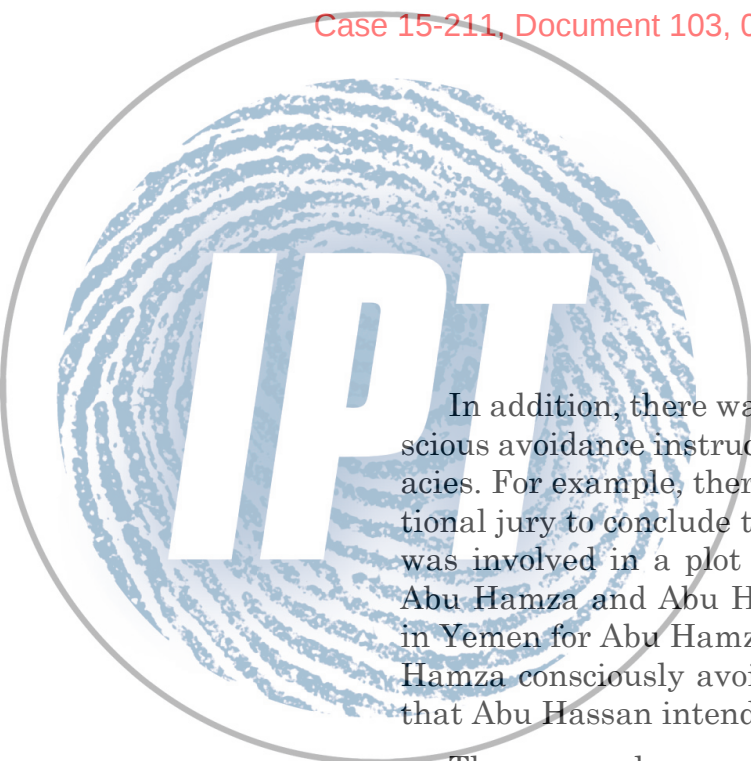 Case 15-211, Document 103, 0
IPT
In addition, there wa
scious avoidance instruc
acies. For example, ther
tional jury to conclude t
was involved in a plot
Abu Hamza and Abu H
in Yemen for Abu Hamz
Hamza consciously avoi
that Abu Hassan intend